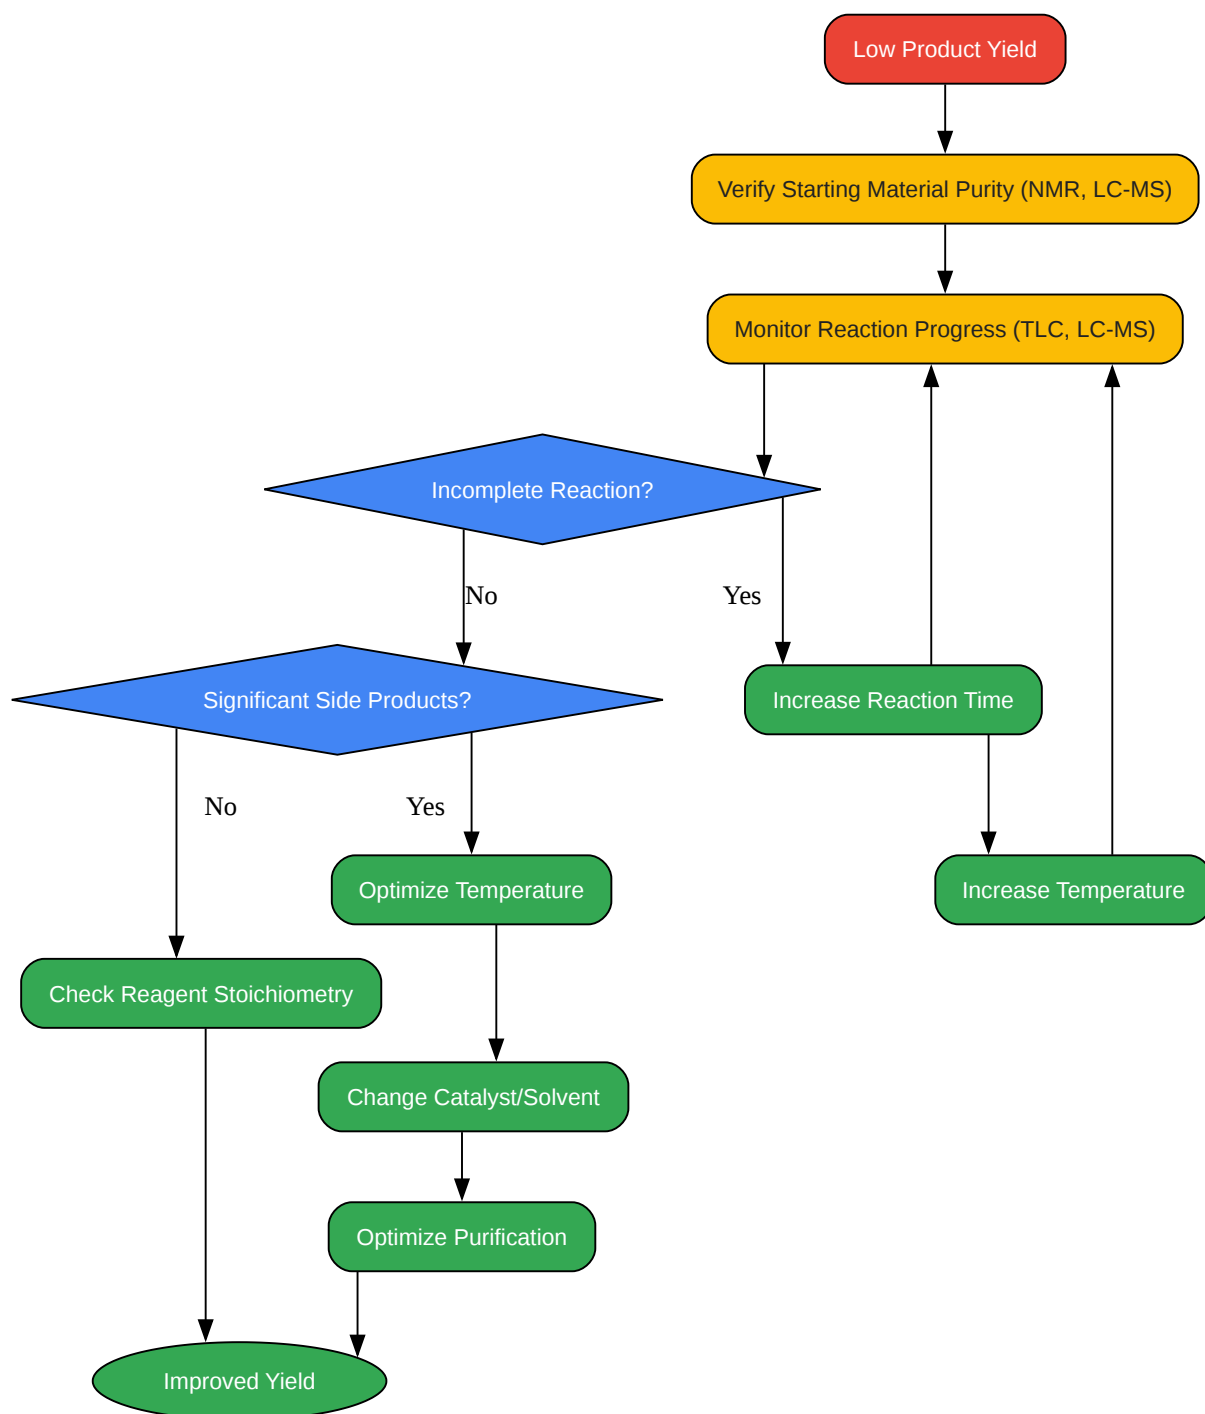 Low Product Yield
Verify Starting Material Purity (NMR, LC-MS)
Monitor Reaction Progress (TLC, LC-MS)
Incomplete Reaction?
No
Yes
Significant Side Products?
Increase Reaction Time
No
Yes
Optimize Temperature
Increase Temperature
Check Reagent Stoichiometry
Change Catalyst/Solvent
Optimize Purification
Improved Yield